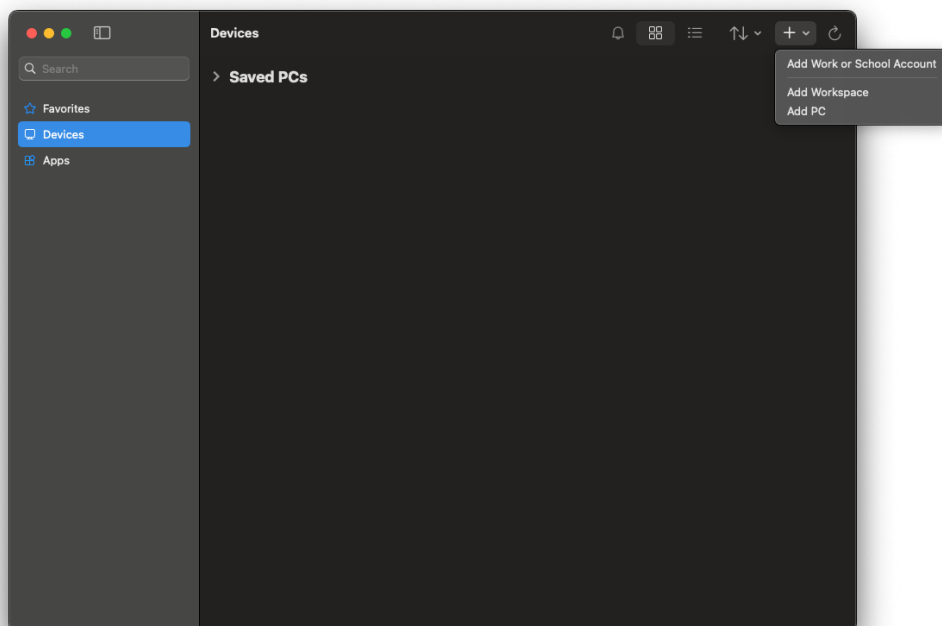 Devices
Search
Saved PCs
Favorites
Devices
Apps
Add Work or School Account
Add Workspace
Add PC